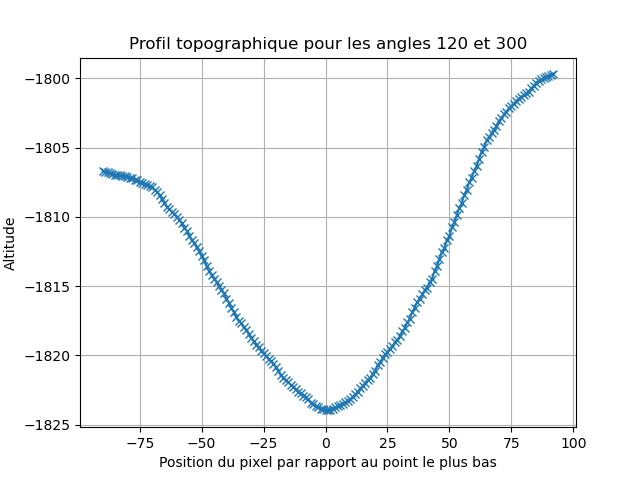 Profil topographique pour les angles 120 et 300
−1800
−1805
−1810
−1815
−1820
−1825
Altitude
−75 −50 −25 0 25 50 75 100
Position du pixel par rapport au point le plus bas